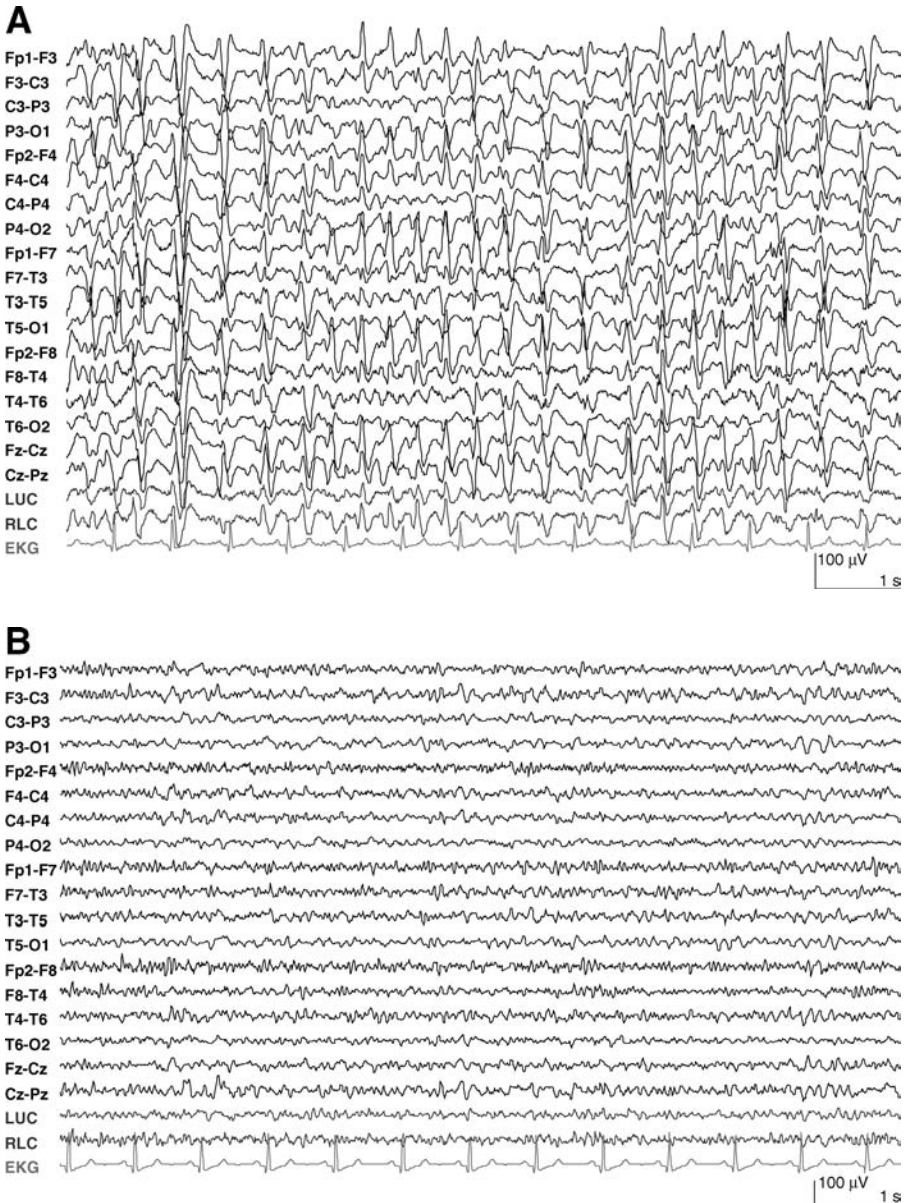 A
Fp1-F3
F3-C3
C3-P3
P3-O1
Fp2-F4
F4-C4
C4-P4
P4-O2
Fp1-F7
F7-T3
T3-T5
T5-O1
Fp2-F8
F8-T4
T4-T6
T6-O2
Fz-Cz
Cz-Pz
LUC
RLC
EKG
100 µV
1 s
B
Fp1-F3
F3-C3
C3-P3
P3-O1
Fp2-F4
F4-C4
C4-P4
P4-O2
Fp1-F7
F7-T3
T3-T5
T5-O1
Fp2-F8
F8-T4
T4-T6
T6-O2
Fz-Cz
Cz-Pz
LUC
RLC
EKG
100 µV
1 s